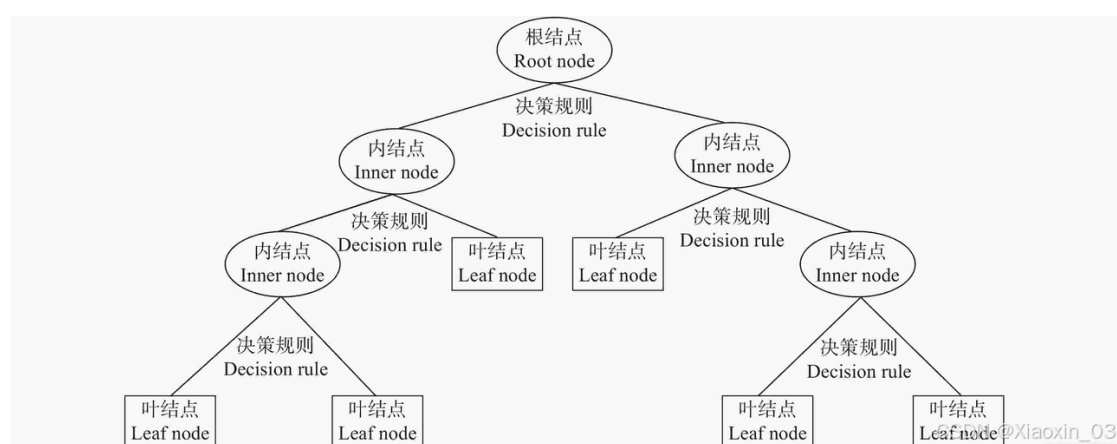 根结点
Root node
决策规则
Decision rule
内结点
Inner node
内结点
Inner node
决策规则
Decision rule
决策规则
Decision rule
内结点
Inner node
叶结点
Leaf node
叶结点
Leaf node
内结点
Inner node
决策规则
Decision rule
决策规则
Decision rule
叶结点
Leaf node
叶结点
Leaf node
叶结点
Leaf node
叶结点
Leaf node
CSDN @Xiaoxin_03